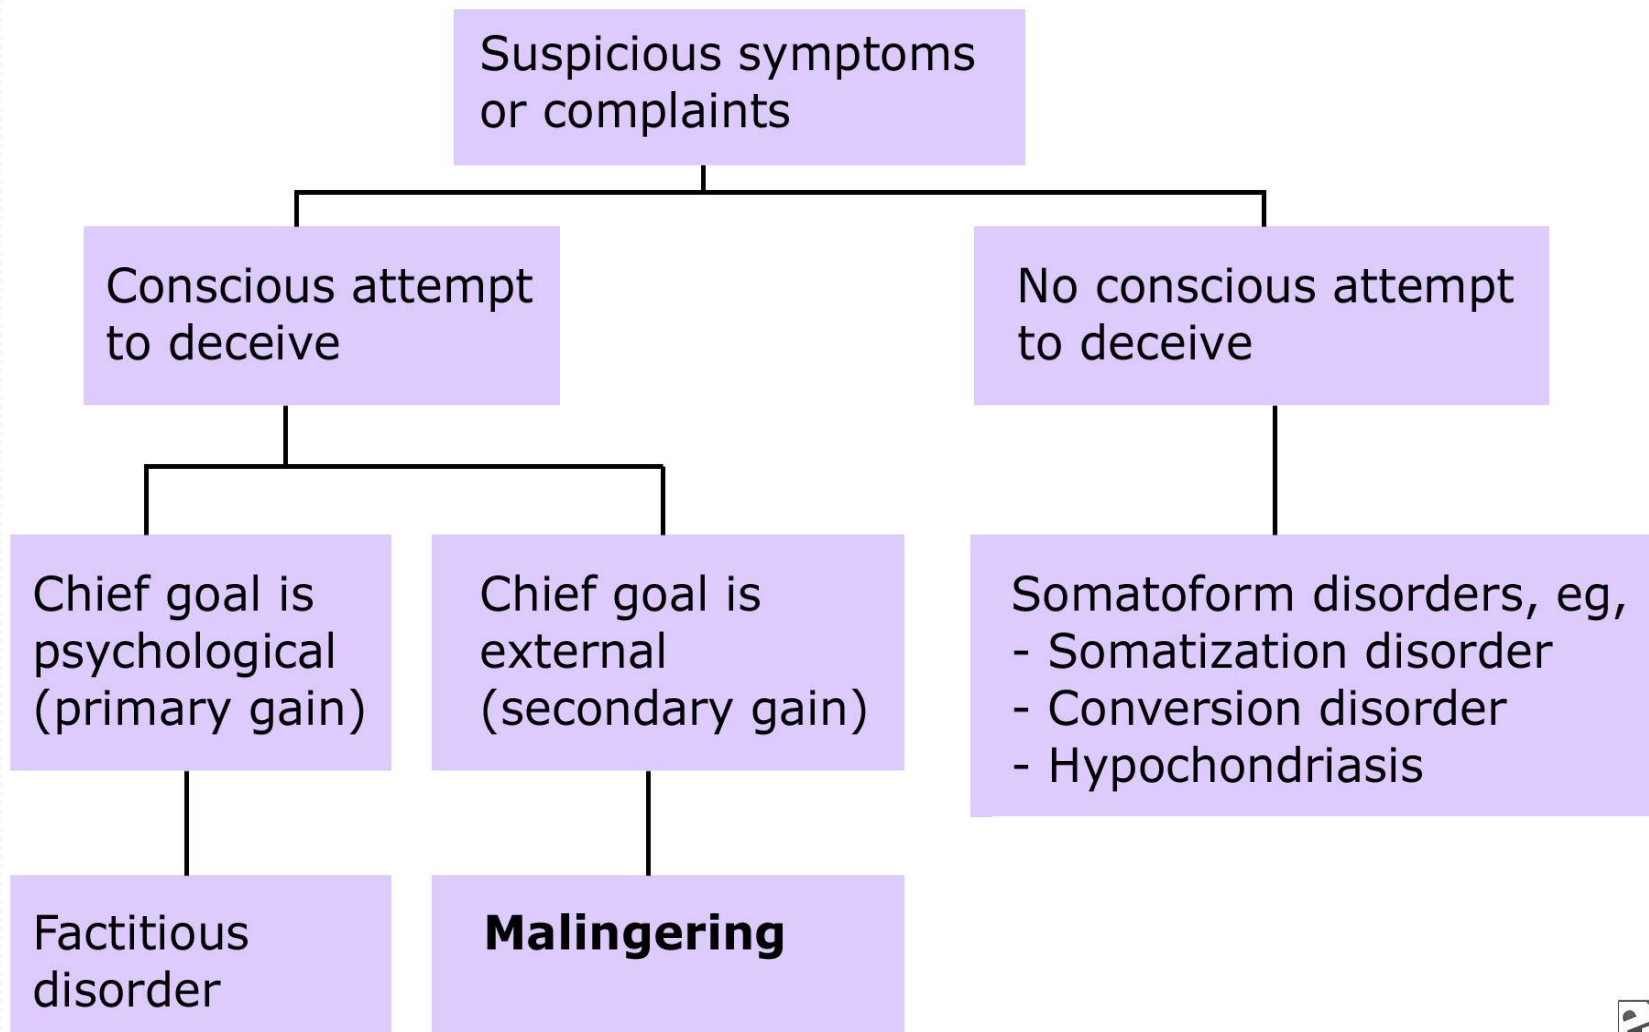 Suspicious symptoms
or complaints
Conscious attempt
to deceive
No conscious attempt
to deceive
Chief goal is
psychological
(primary gain)
Chief goal is
external
(secondary gain)
Somatoform disorders, eg,
- Somatization disorder
- Conversion disorder
- Hypochondriasis
Factitious
disorder
Malingering